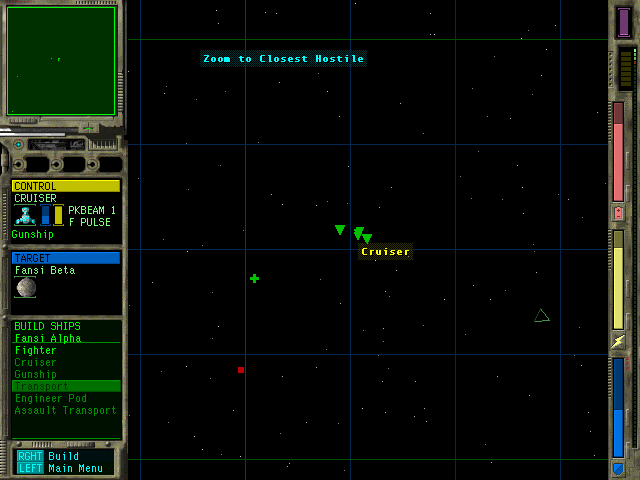 Zoom to Closest Hostile
CONTROL
CRUISER
PKBEAM 1
F PULSE
Gunship
Cruiser
TARGET
Fansi Beta
BUILD SHIPS
Fansi Alpha
Fighter
Cruiser
Gunship
Transport
Engineer Pod
Assault Transport
RGHT Build
LEFT Main Menu